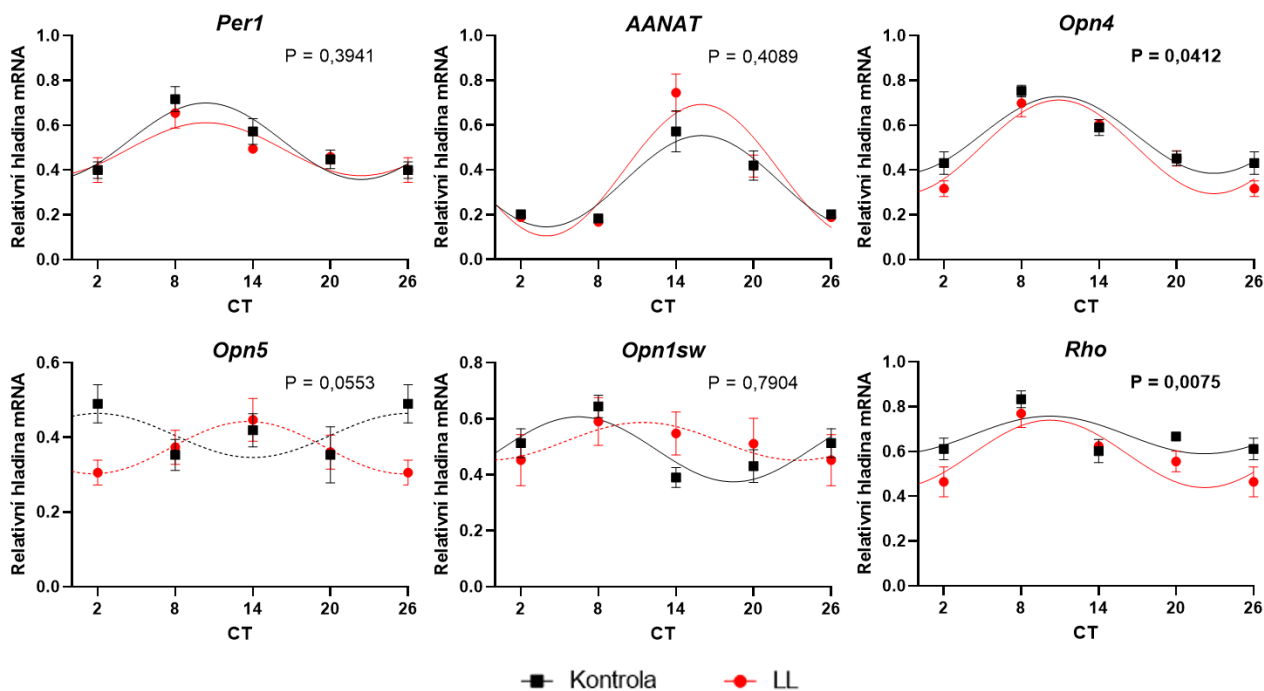 Per1
P = 0,3941
Relativní hladina mRNA
1.0
0.8
0.6
0.4
0.2
0.0
2 8 14 20 26
CT
AANAT
P = 0,4089
Relativní hladina mRNA
1.0
0.8
0.6
0.4
0.2
0.0
2 8 14 20 26
CT
Opn4
P = 0,0412
Relativní hladina mRNA
1.0
0.8
0.6
0.4
0.2
0.0
2 8 14 20 26
CT
Opn5
P = 0,0553
Relativní hladina mRNA
0.6
0.4
0.2
0.0
2 8 14 20 26
CT
Opn1sw
P = 0,7904
Relativní hladina mRNA
0.8
0.6
0.4
0.2
0.0
2 8 14 20 26
CT
Rho
P = 0,0075
Relativní hladina mRNA
1.0
0.8
0.6
0.4
0.2
0.0
2 8 14 20 26
CT
Kontrola LL